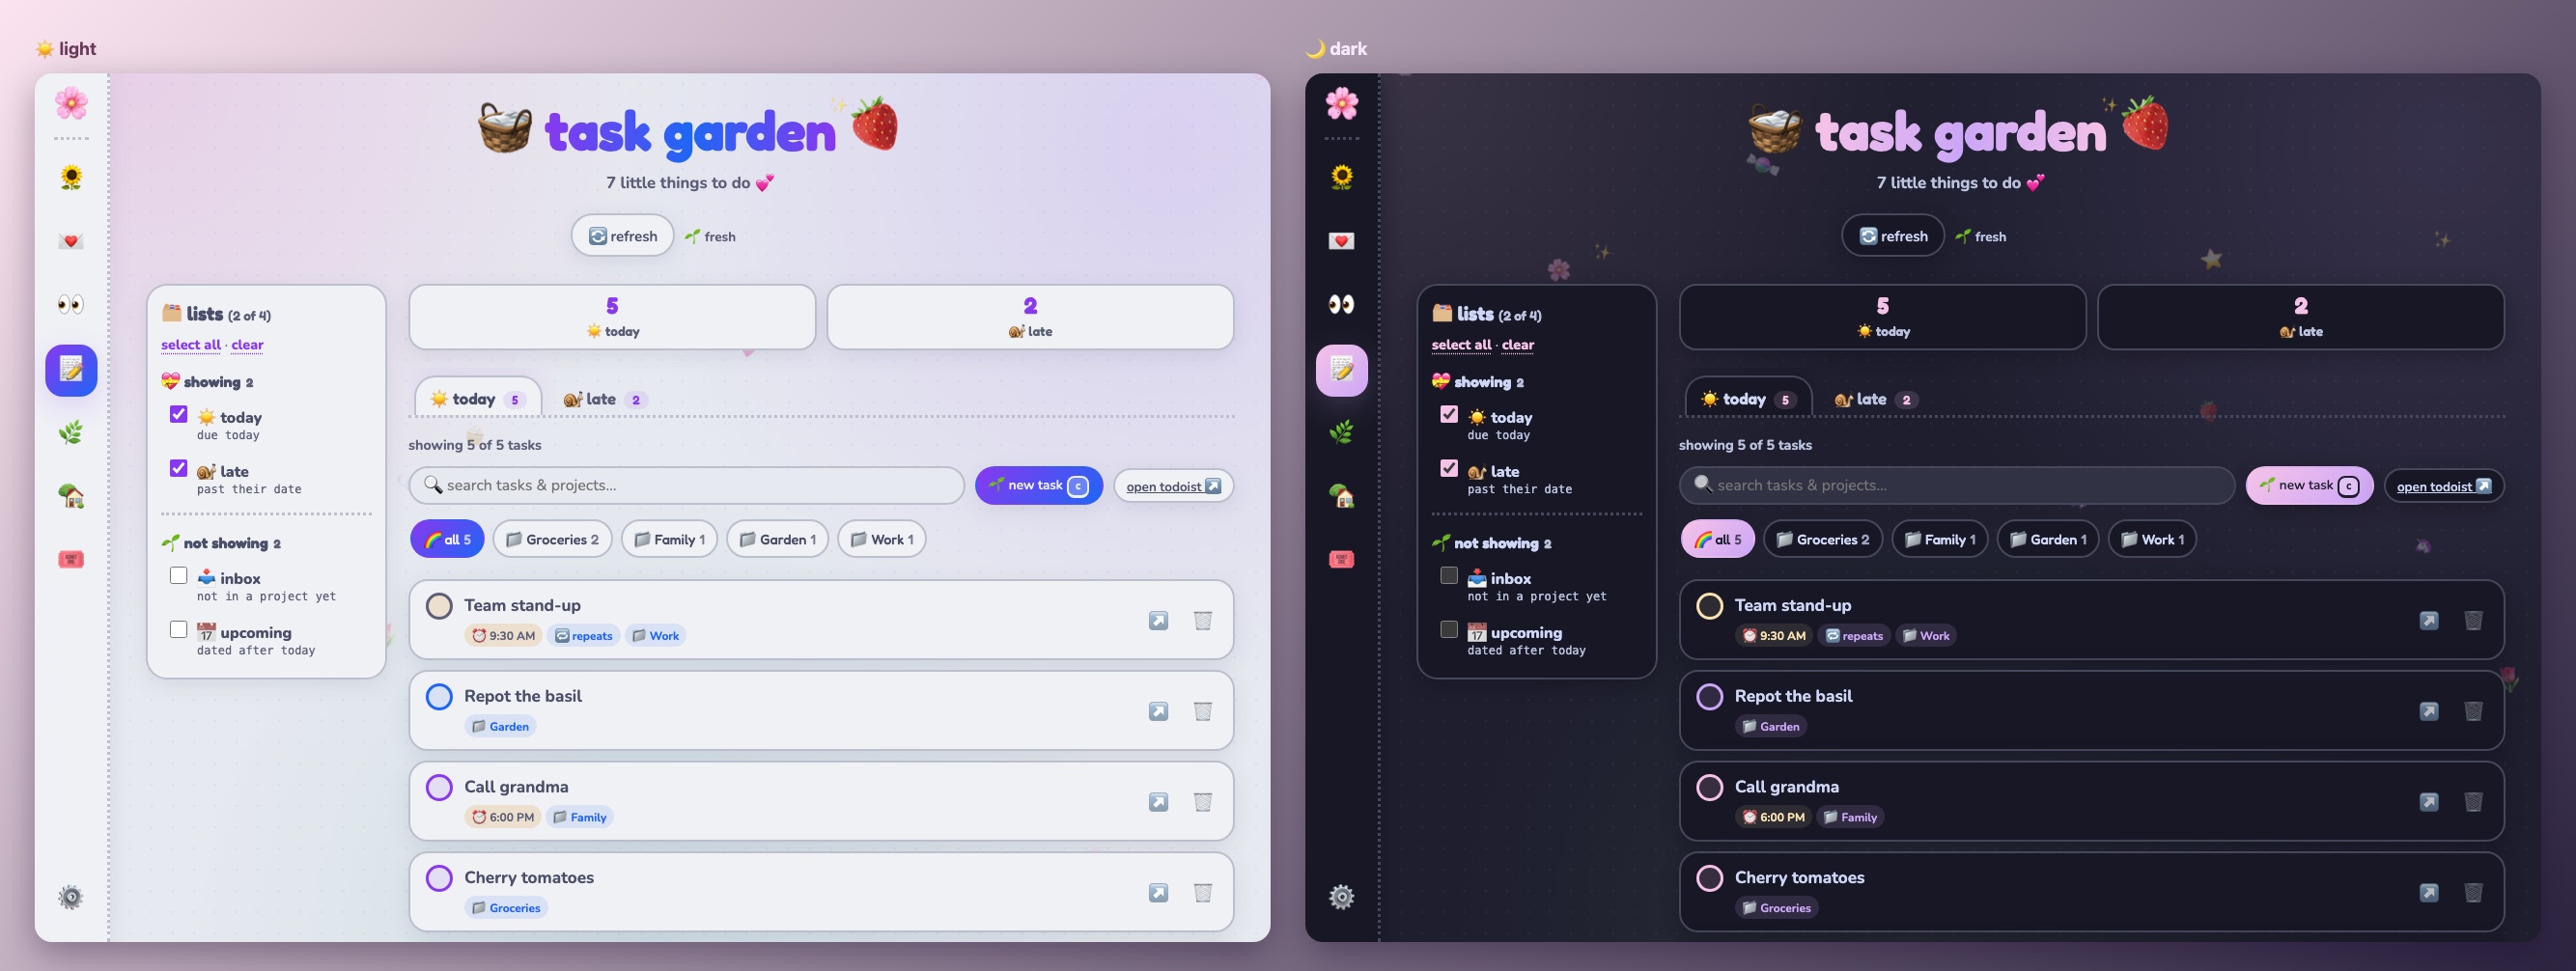 light
task garden
7 little things to do
refresh
fresh
lists (2 of 4)
select all · clear
showing 2
today
due today
late
past their date
not showing 2
inbox
not in a project yet
upcoming
dated after today
5
today
2
late
today 5
late 2
showing 5 of 5 tasks
search tasks & projects...
new task c
open todoist
all 5
Groceries 2
Family 1
Garden 1
Work 1
Team stand-up
9:30 AM
repeats
Work
Repot the basil
Garden
Call grandma
6:00 PM
Family
Cherry tomatoes
Groceries
dark
task garden
7 little things to do
refresh
fresh
lists (2 of 4)
select all · clear
showing 2
today
due today
late
past their date
not showing 2
inbox
not in a project yet
upcoming
dated after today
5
today
2
late
today 5
late 2
showing 5 of 5 tasks
search tasks & projects...
new task c
open todoist
all 5
Groceries 2
Family 1
Garden 1
Work 1
Team stand-up
9:30 AM
repeats
Work
Repot the basil
Garden
Call grandma
6:00 PM
Family
Cherry tomatoes
Groceries